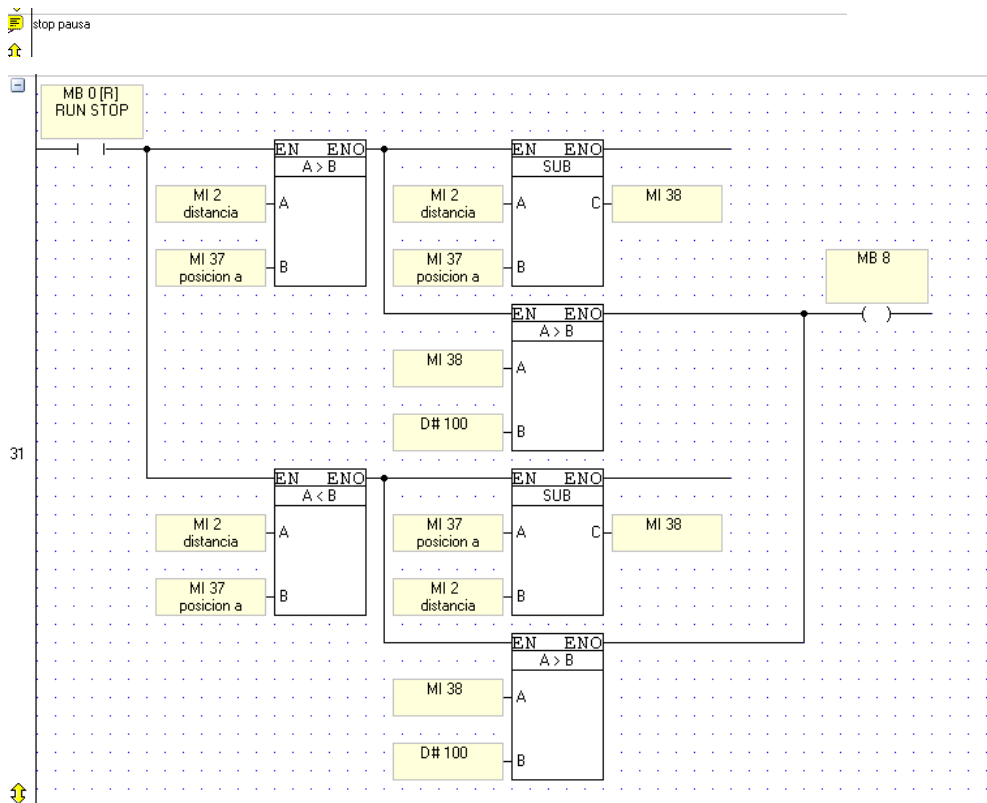 stop pausa
MB 0 [R]
RUN STOP
EN ENO
A > B
MI 2
distancia
A
MI 37
posicion a
B
EN ENO
SUB
MI 2
distancia
A
C
MI 38
MI 37
posicion a
B
MB 8
EN ENO
A > B
MI 38
A
D# 100
B
31
EN ENO
A < B
MI 2
distancia
A
MI 37
posicion a
B
EN ENO
SUB
MI 37
posicion a
A
C
MI 38
MI 2
distancia
B
EN ENO
A > B
MI 38
A
D# 100
B